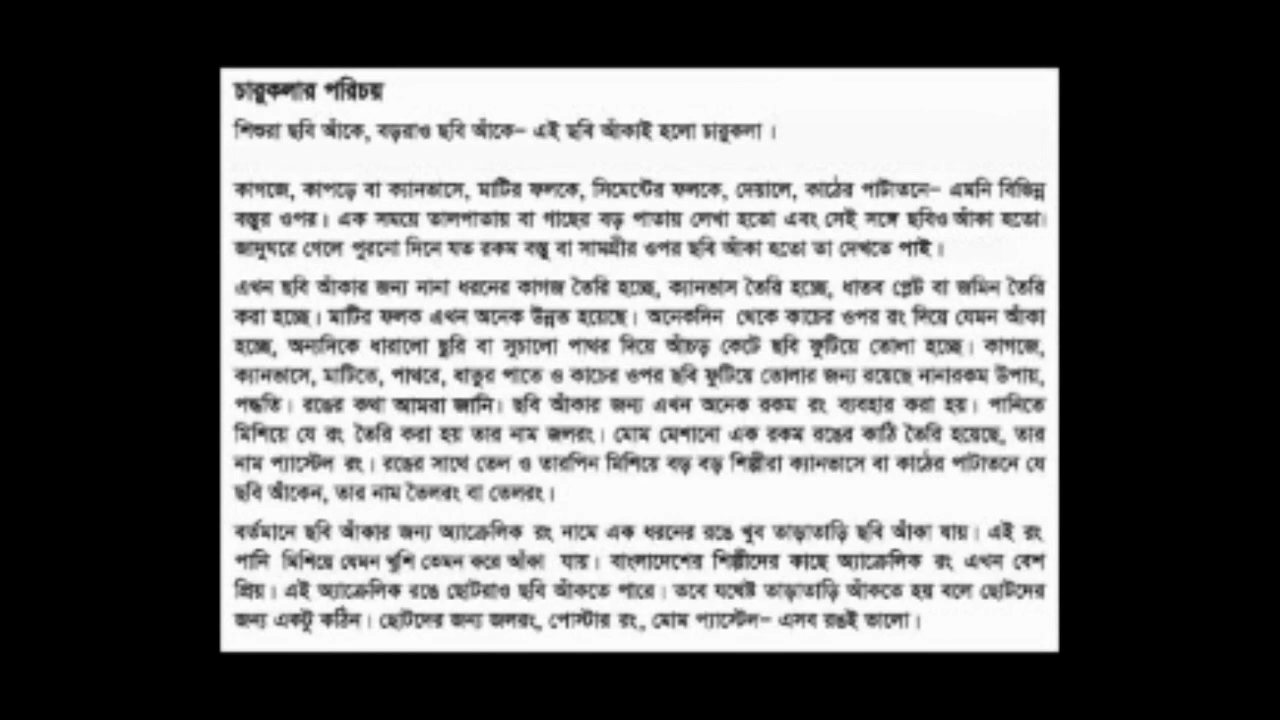 চারুকলার পরিচয়
শিশুরা ছবি আঁকে, বড়রাও ছবি আঁকে– এই ছবি আঁকাই হলো চারুকলা।
কাগজে, কাপড়ে বা ক্যানভাসে, মাটির ফলকে, সিমেন্টের ফলকে, দেয়ালে, কাঠের পাটাতনে– এমনি বিভিন্ন
বস্তুর ওপর। এক সময়ে তালপাতায় বা গাছের বড় পাতায় লেখা হতো এবং সেই সঙ্গে ছবিও আঁকা হতো।
জাদুঘরে গেলে পুরনো দিনে যত রকম বস্তু বা সামগ্রীর ওপর ছবি আঁকা হতো তা দেখতে পাই।
এখন ছবি আঁকার জন্য নানা ধরনের কাগজ তৈরি হচ্ছে, ক্যানভাস তৈরি হচ্ছে, ধাতব প্লেট বা জমিন তৈরি
করা হচ্ছে। মাটির ফলক এখন অনেক উন্নত হয়েছে। অনেকদিন থেকে কাচের ওপর রং দিয়ে যেমন আঁকা
হচ্ছে, অন্যদিকে ধারালো ছুরি বা সূচালো পাথর দিয়ে আঁচড় কেটে ছবি ফুটিয়ে তোলা হচ্ছে। কাগজে,
ক্যানভাসে, মাটিতে, পাথরে, ধাতুর পাতে ও কাচের ওপর ছবি ফুটিয়ে তোলার জন্য রয়েছে নানারকম উপায়,
পদ্ধতি। রঙের কথা আমরা জানি। ছবি আঁকার জন্য এখন অনেক রকম রং ব্যবহার করা হয়। পানিতে
মিশিয়ে যে রং তৈরি করা হয় তার নাম জলরং। মোম মেশানো এক রকম রঙের কাঠি তৈরি হয়েছে, তার
নাম প্যাস্টেল রং। রঙের সাথে তেল ও তারপিন মিশিয়ে বড় বড় শিল্পীরা ক্যানভাসে বা কাঠের পাটাতনে যে
ছবি আঁকেন, তার নাম তৈলরং বা তেলরং।
বর্তমানে ছবি আঁকার জন্য অ্যাক্রেলিক রং নামে এক ধরনের রঙে খুব তাড়াতাড়ি ছবি আঁকা যায়। এই রং
পানি মিশিয়ে যেমন খুশি তেমন করে আঁকা যায়। বাংলাদেশের শিল্পীদের কাছে অ্যাক্রেলিক রং এখন বেশ
প্রিয়। এই অ্যাক্রেলিক রঙে ছোটরাও ছবি আঁকতে পারে। তবে যথেষ্ট তাড়াতাড়ি আঁকতে হয় বলে ছোটদের
জন্য একটু কঠিন। ছোটদের জন্য জলরং, পোস্টার রং, মোম প্যাস্টেল– এসব রঙই ভালো।